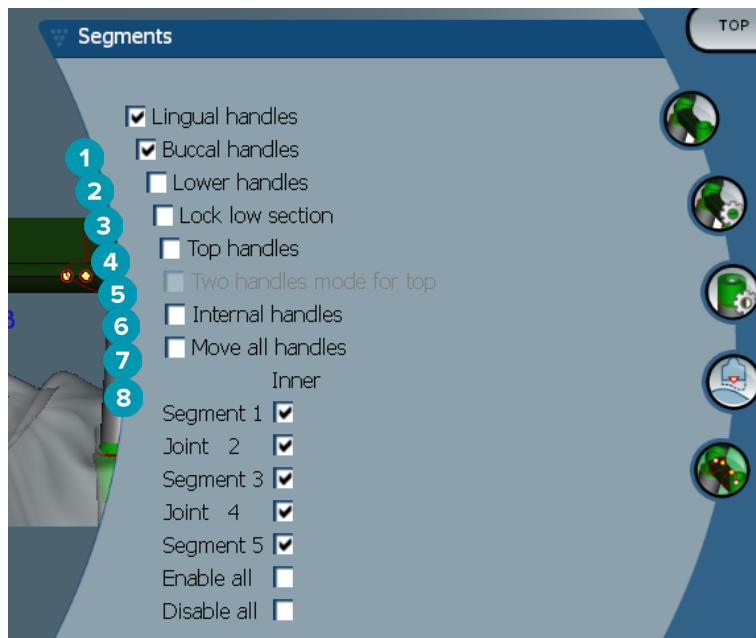 Segments
TOP
Lingual handles
1 Buccal handles
2 Lower handles
3 Lock low section
4 Top handles
5 Two handles mode for top
6 Internal handles
7 Move all handles
8 Inner
Segment 1
Joint 2
Segment 3
Joint 4
Segment 5
Enable all
Disable all